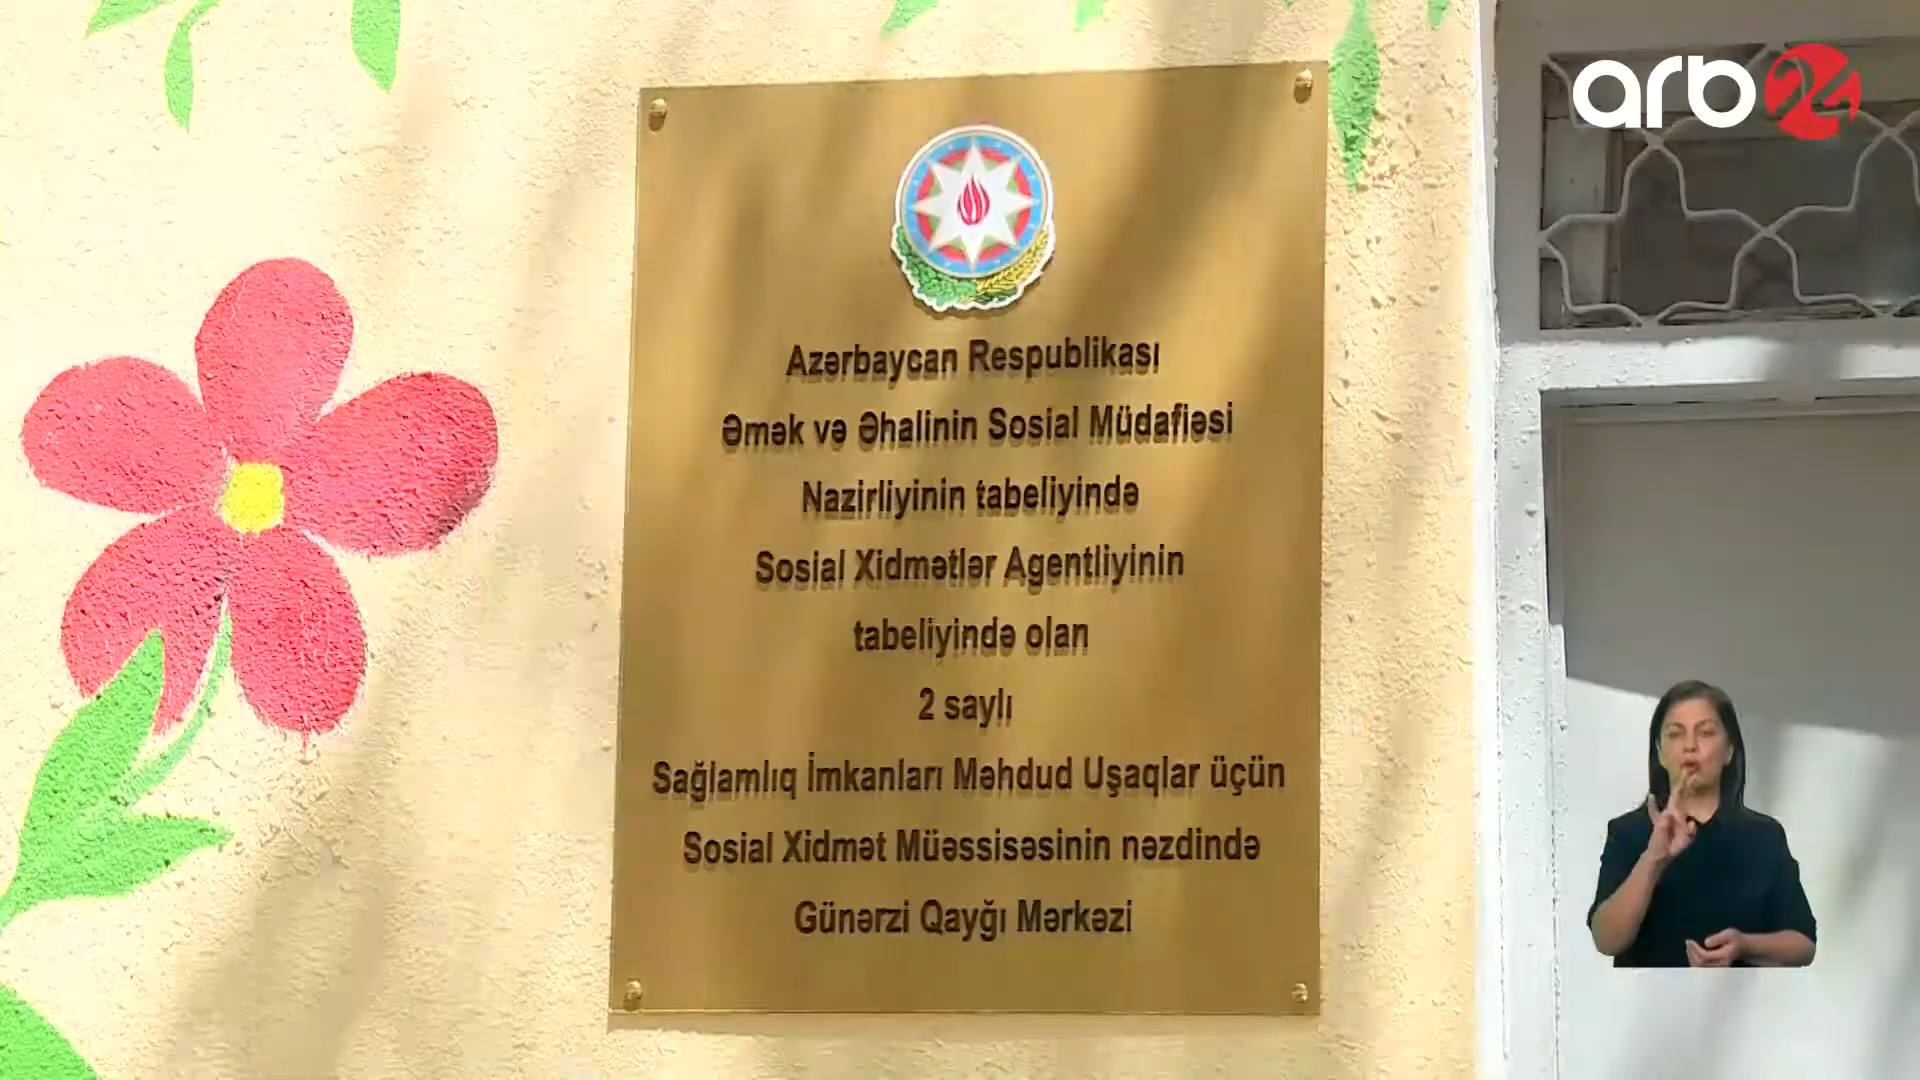 arb24
Azərbaycan Respublikası
Əmək və Əhalinin Sosial Müdafiəsi
Nazirliyinin tabeliyində
Sosial Xidmətlər Agentliyinin
tabeliyində olan
2 saylı
Sağlamlıq İmkanları Məhdud Uşaqlar üçün
Sosial Xidmət Müəssisəsinin nəzdində
Günərzi Qayğı Mərkəzi